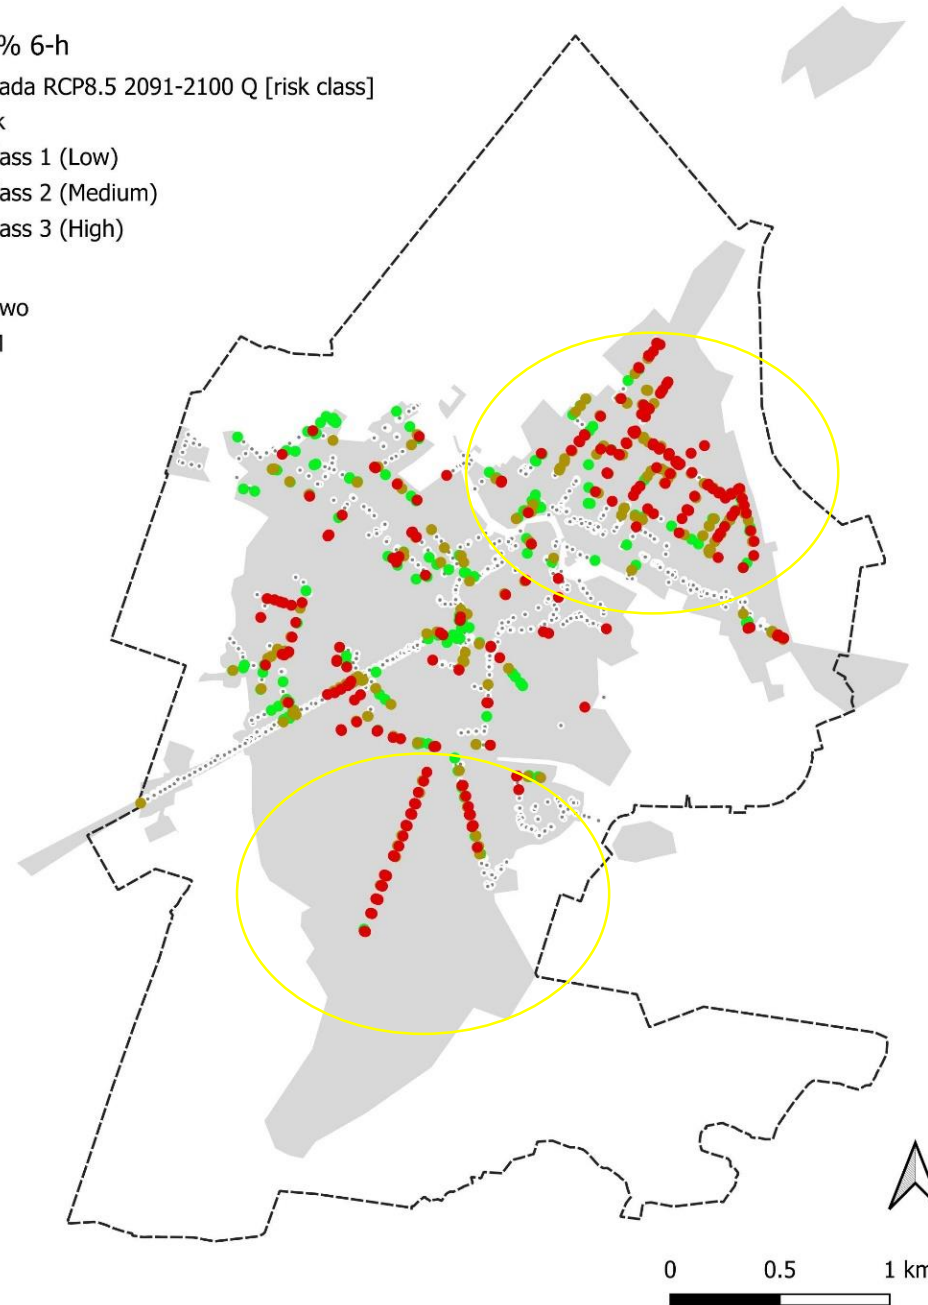 % 6-h
ada RCP8.5 2091-2100 Q [risk class]
k
ass 1 (Low)
ass 2 (Medium)
ass 3 (High)
wo
l
0 0.5 1 km